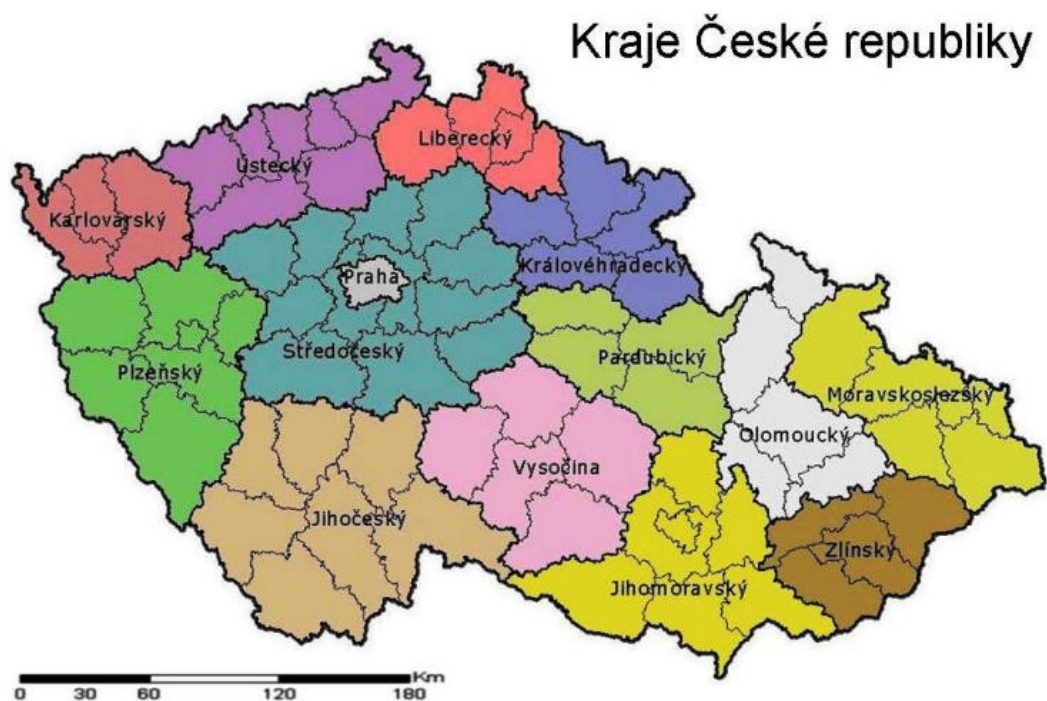 Kraje České republiky
Liberecký
Ústecký
Karlovarský
Královéhradecký
Praha
Středočeský
Pardubický
Plzeňský
Moravskoslezský
Olomoucký
Vysočina
Jihočeský
Zlínský
Jihomoravský
Km
0 30 60 120 180